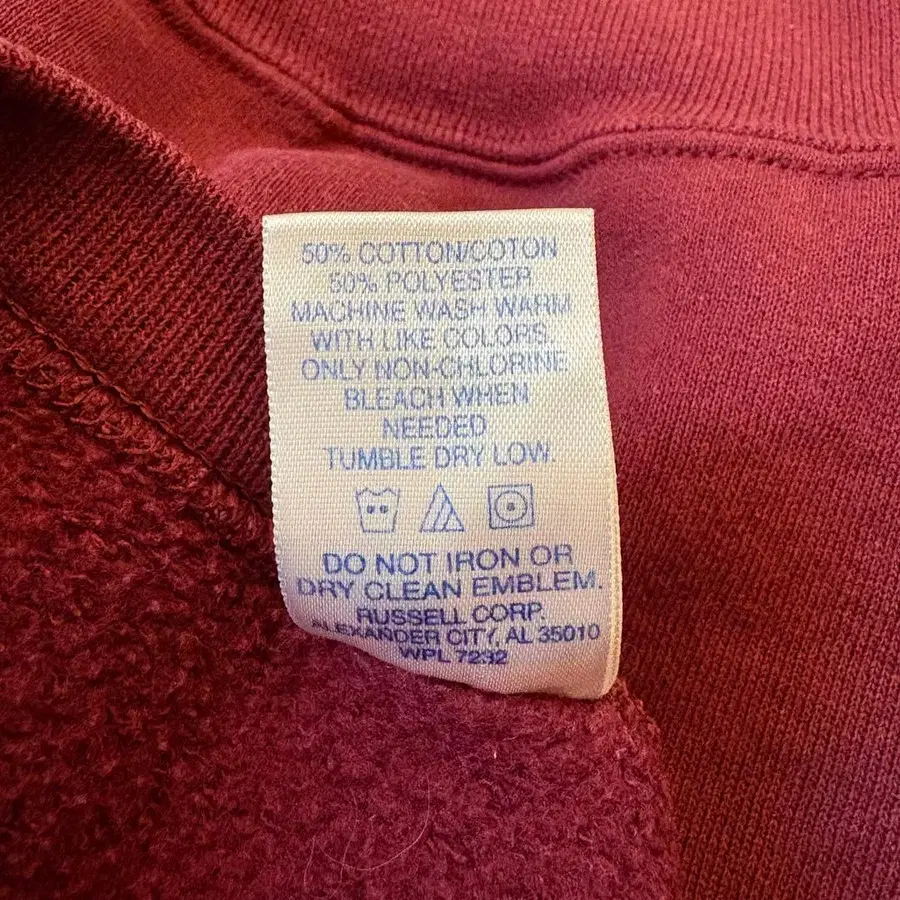 50% COTTON/COTON
50% POLYESTER
MACHINE WASH WARM
WITH LIKE COLORS.
ONLY NON-CHLORINE
BLEACH WHEN
NEEDED
TUMBLE DRY LOW.
DO NOT IRON OR
DRY CLEAN EMBLEM.
RUSSELL CORP.
ALEXANDER CITY, AL 35010
WPL 7232